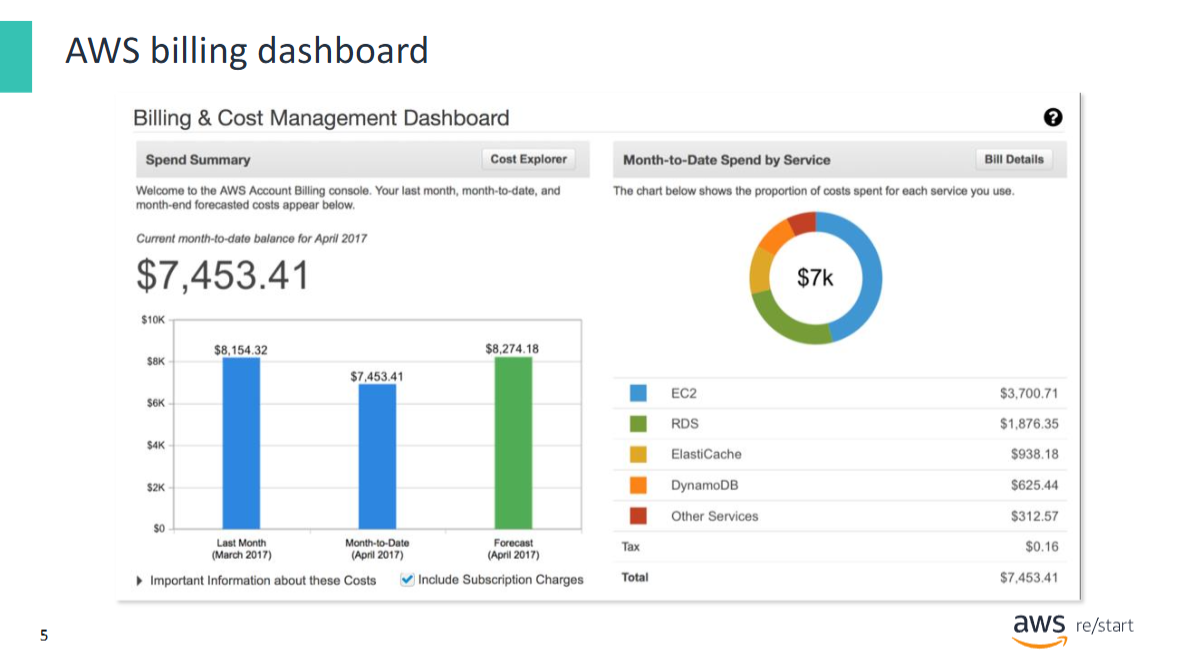 AWS billing dashboard
Billing & Cost Management Dashboard
?
Spend Summary
Cost Explorer
Welcome to the AWS Account Billing console. Your last month, month-to-date, and
month-end forecasted costs appear below.
Current month-to-date balance for April 2017
$7,453.41
$10K
$8K
$6K
$4K
$2K
$0
$8,154.32
$7,453.41
$8,274.18
Last Month
(March 2017)
Month-to-Date
(April 2017)
Forecast
(April 2017)
Important Information about these Costs
Include Subscription Charges
Month-to-Date Spend by Service
Bill Details
The chart below shows the proportion of costs spent for each service you use.
$7k
EC2 $3,700.71
RDS $1,876.35
ElastiCache $938.18
DynamoDB $625.44
Other Services $312.57
Tax $0.16
Total $7,453.41
5
aws re/start